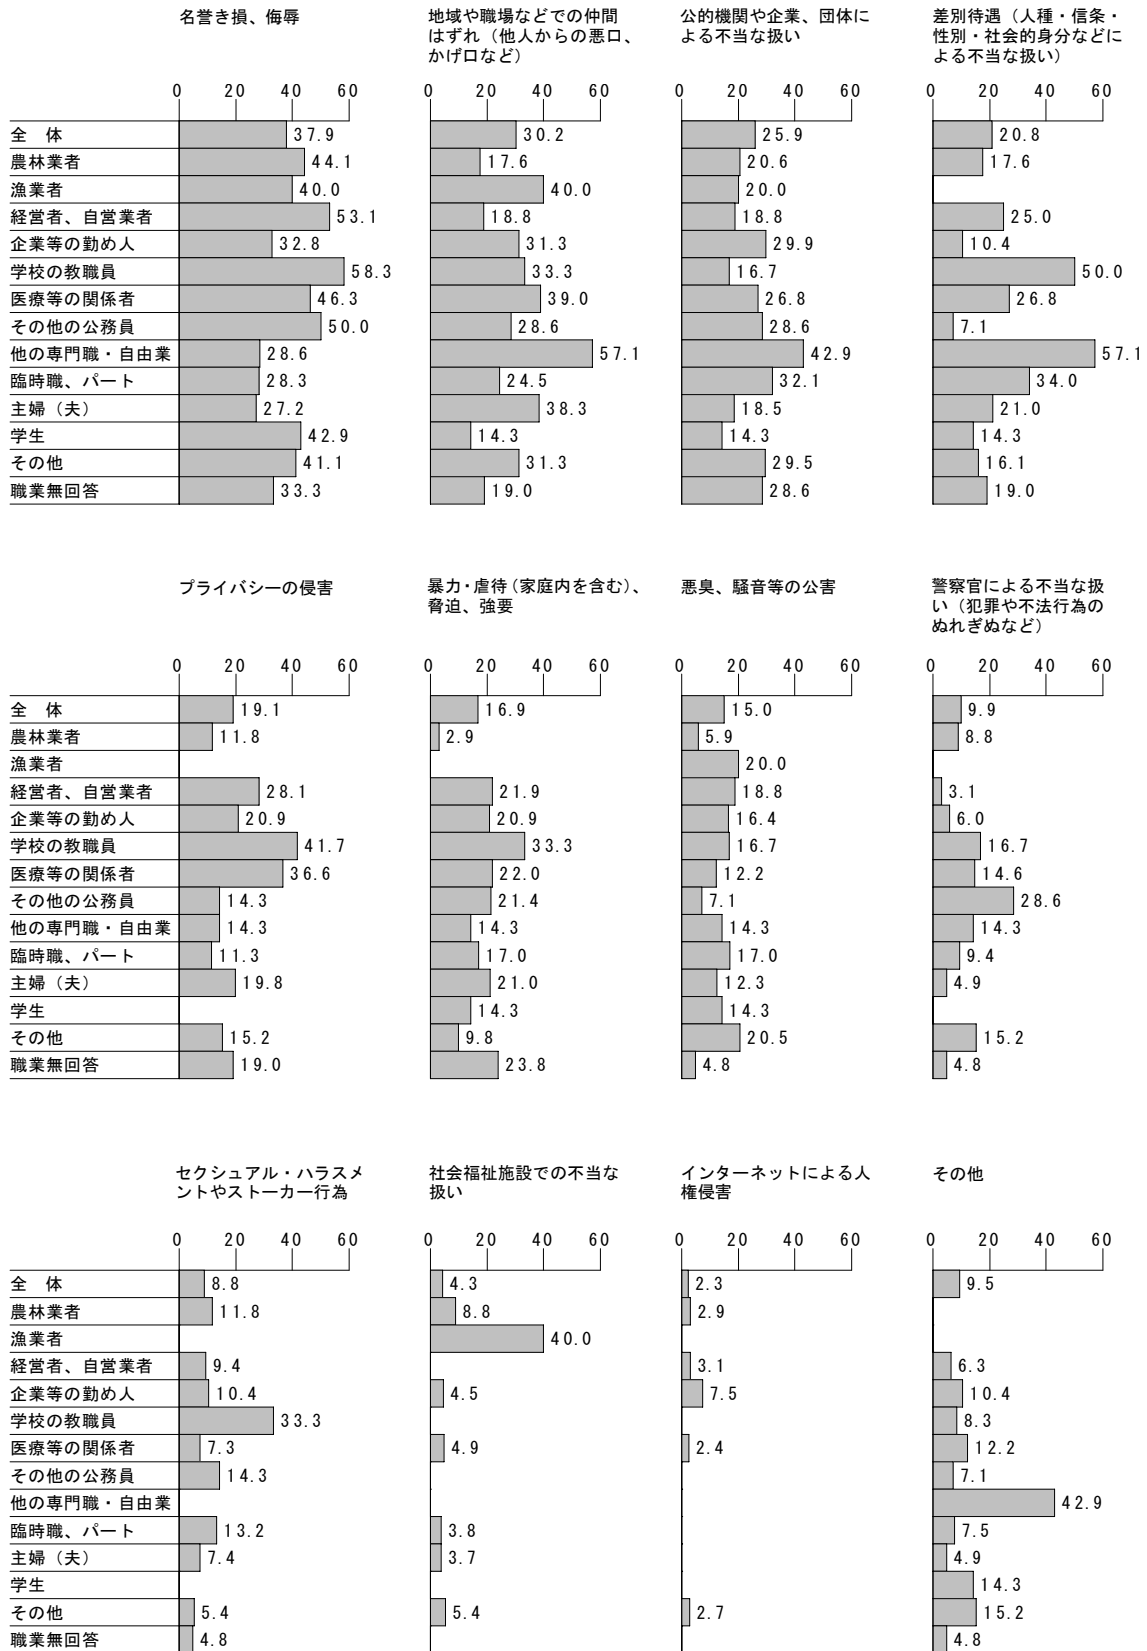 名誉き損、侮辱 地域や職場などでの仲間 公的機関や企業、団体に 差別待遇（人種・信条・
はずれ（他人からの悪口、 よる不当な扱い 性別・社会的身分などに
かげ口など） よる不当な扱い）
0 20 40 60 0 20 40 60 0 20 40 60 0 20 40 60
全　体 37.9 30.2 25.9 20.8
農林業者 44.1 17.6 20.6 17.6
漁業者 40.0 40.0 20.0
経営者、自営業者 53.1 18.8 18.8 25.0
企業等の勤め人 32.8 31.3 29.9 10.4
学校の教職員 58.3 33.3 16.7 50.0
医療等の関係者 46.3 39.0 26.8 26.8
その他の公務員 50.0 28.6 28.6 7.1
他の専門職・自由業 28.6 57.1 42.9 57.1
臨時職、パート 28.3 24.5 32.1 34.0
主婦（夫） 27.2 38.3 18.5 21.0
学生 42.9 14.3 14.3 14.3
その他 41.1 31.3 29.5 16.1
職業無回答 33.3 19.0 28.6 19.0
プライバシーの侵害 暴力・虐待（家庭内を含む）、 悪臭、騒音等の公害 警察官による不当な扱
脅迫、強要 い（犯罪や不法行為の
ぬれぎぬなど）
0 20 40 60 0 20 40 60 0 20 40 60 0 20 40 60
全　体 19.1 16.9 15.0 9.9
農林業者 11.8 2.9 5.9 8.8
漁業者 20.0
経営者、自営業者 28.1 21.9 18.8 3.1
企業等の勤め人 20.9 20.9 16.4 6.0
学校の教職員 41.7 33.3 16.7 16.7
医療等の関係者 36.6 22.0 12.2 14.6
その他の公務員 14.3 21.4 7.1 28.6
他の専門職・自由業 14.3 14.3 14.3 14.3
臨時職、パート 11.3 17.0 17.0 9.4
主婦（夫） 19.8 21.0 12.3 4.9
学生 14.3 14.3
その他 15.2 9.8 20.5 15.2
職業無回答 19.0 23.8 4.8 4.8
セクシュアル・ハラスメ 社会福祉施設での不当な インターネットによる人 その他
ントやストーカー行為 扱い 権侵害
0 20 40 60 0 20 40 60 0 20 40 60 0 20 40 60
全　体 8.8 4.3 2.3 9.5
農林業者 11.8 8.8 2.9
漁業者 40.0
経営者、自営業者 9.4 3.1 6.3
企業等の勤め人 10.4 4.5 7.5 10.4
学校の教職員 33.3 8.3
医療等の関係者 7.3 4.9 2.4 12.2
その他の公務員 14.3 7.1
他の専門職・自由業 42.9
臨時職、パート 13.2 3.8 7.5
主婦（夫） 7.4 3.7 4.9
学生 14.3
その他 5.4 5.4 2.7 15.2
職業無回答 4.8 4.8